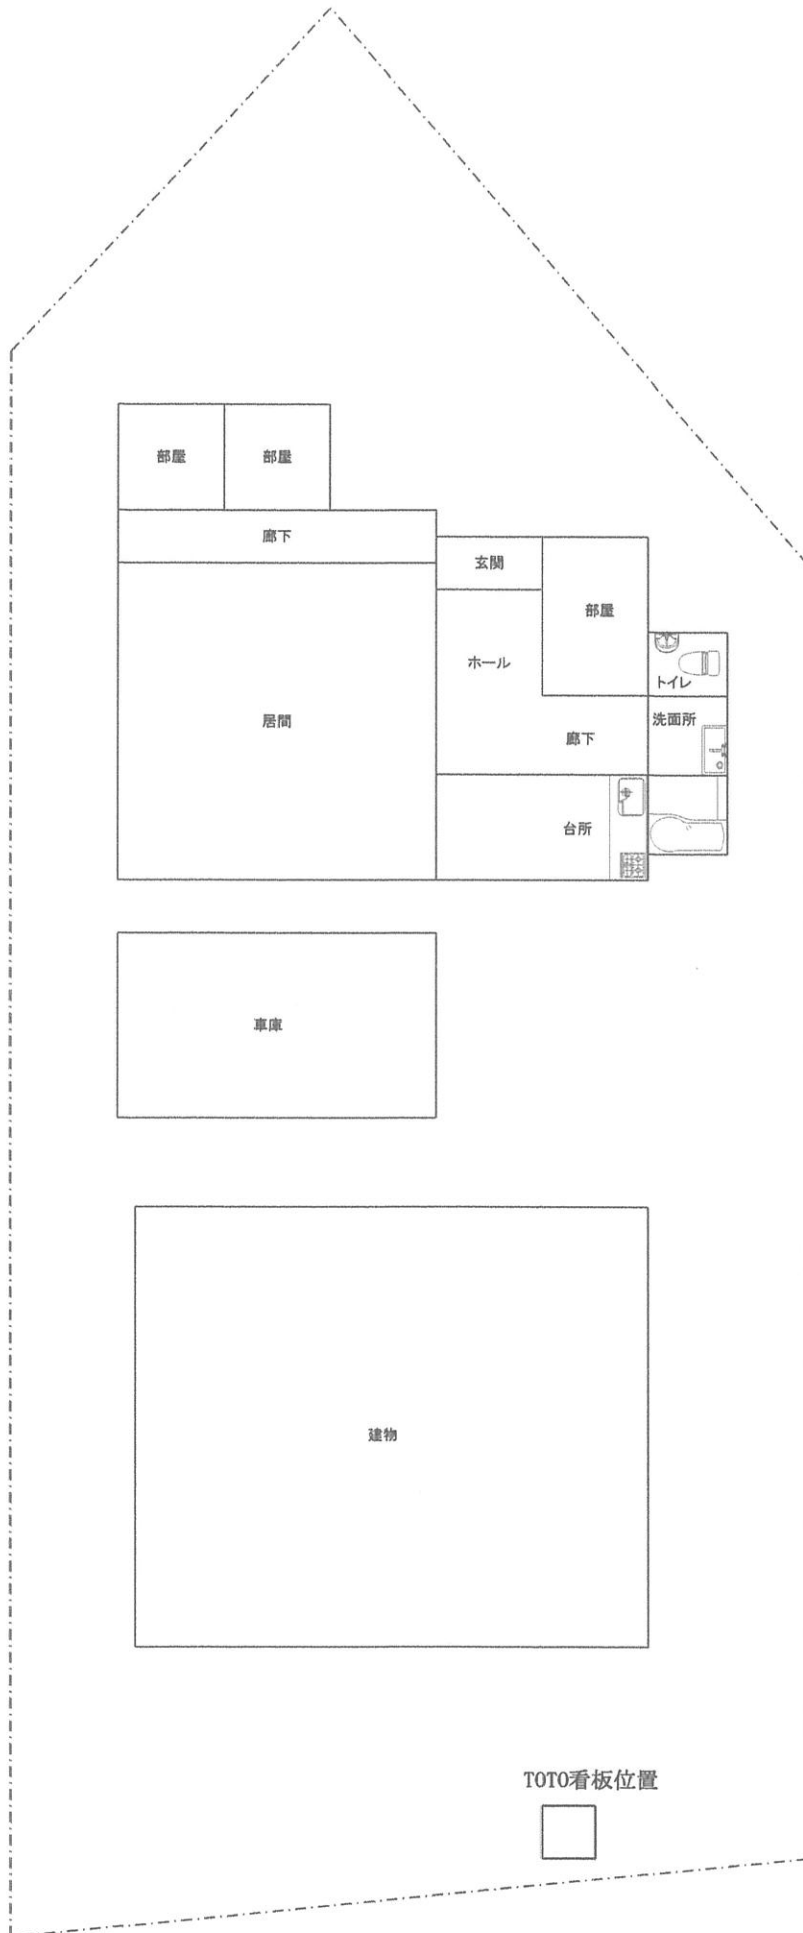 部屋
部屋
廊下
玄関
部屋
ホール
トイレ
居間
廊下
洗面所
台所
車庫
建物
TOTO看板位置